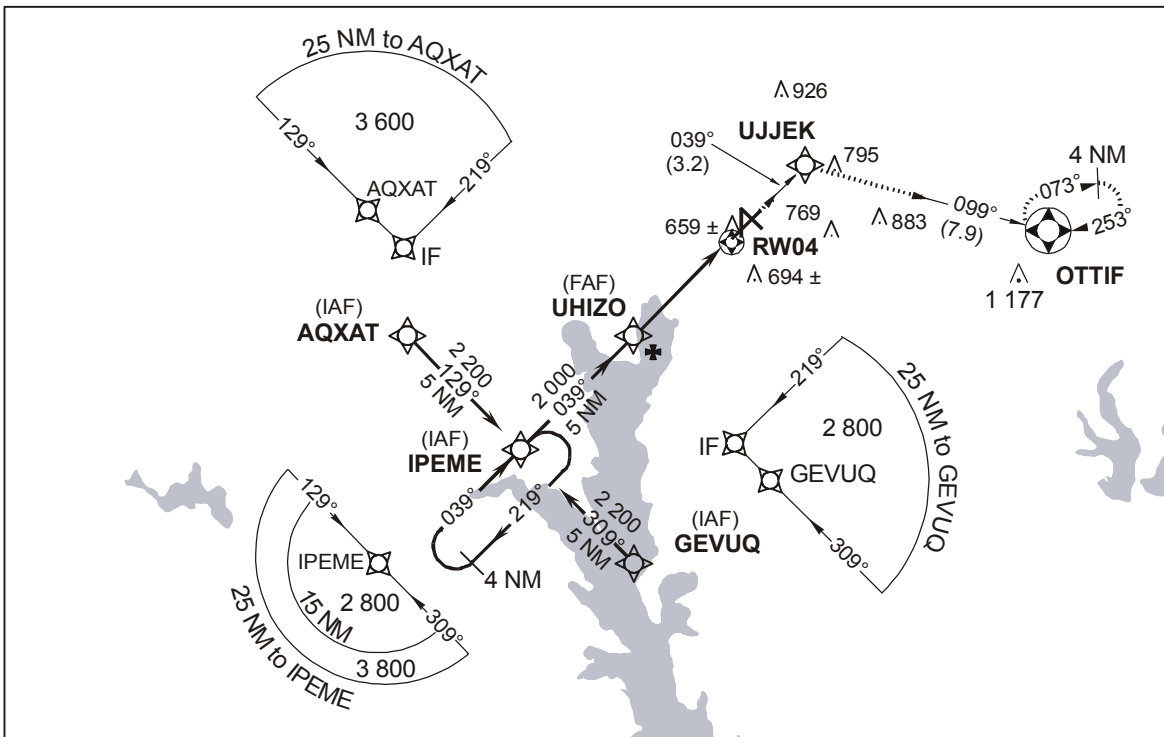 25 NM to AQXAT
3 600
129°
219°
AQXAT
IF
926
UJJEK
039°
(3.2)
795
4 NM
073°
253°
099°
(7.9)
883
769
659 ±
RW04
694 ±
OTTIF
1 177
(FAF)
UHIZO
(IAF)
AQXAT
2 200
129°
5 NM
2 000
039°
5 NM
(IAF)
IPEME
039°
219°
4 NM
2 200
309°
5 NM
(IAF)
GEVUQ
219°
25 NM to GEVUQ
2 800
IF
GEVUQ
309°
129°
IPEME
2 800
15 NM
309°
3 800
25 NM to IPEME